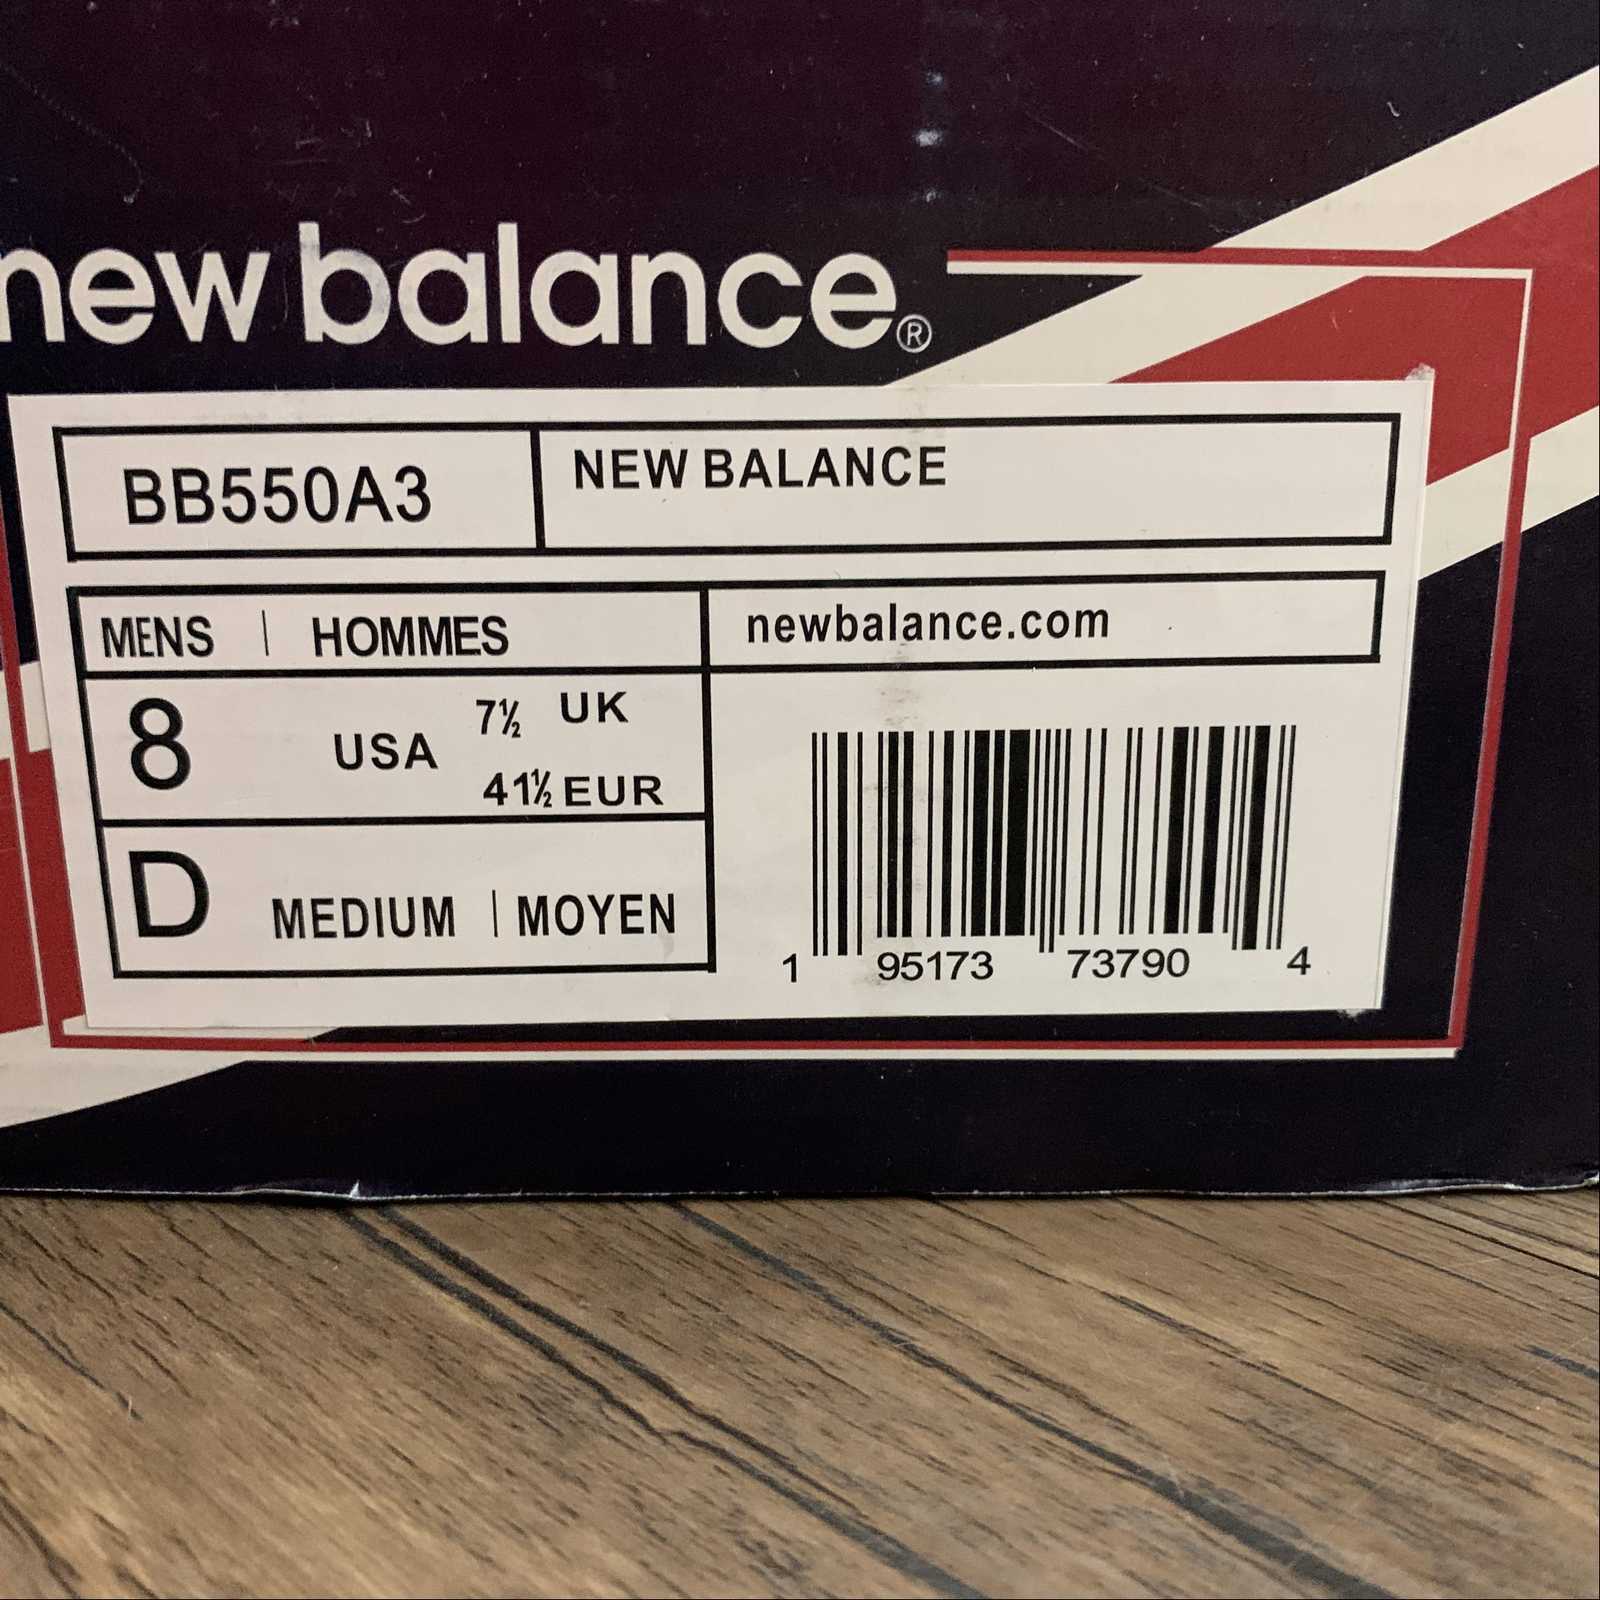 new balance®
BB550A3
NEW BALANCE
MENS | HOMMES
newbalance.com
8 USA 7½ UK
41½ EUR
D MEDIUM | MOYEN
1 95173 73790 4